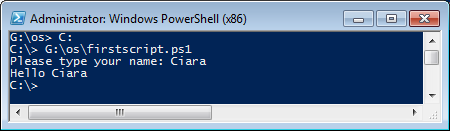 Administrator: Windows PowerShell (x86)
G:\os> C:
C:\> G:\os\firstscript.ps1
Please type your name: Ciara
Hello Ciara
C:\>